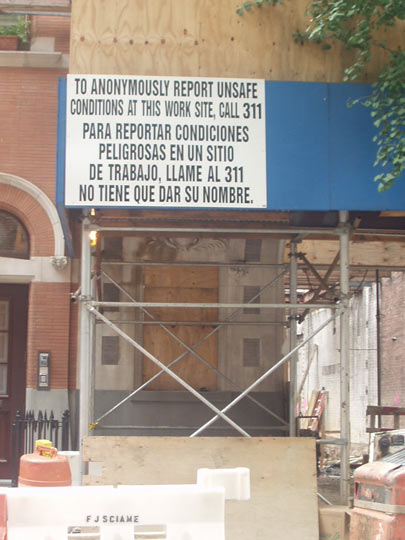 TO ANONYMOUSLY REPORT UNSAFE
CONDITIONS AT THIS WORK SITE, CALL 311
PARA REPORTAR CONDICIONES
PELIGROSAS EN UN SITIO
DE TRABAJO, LLAME AL 311
NO TIENE QUE DAR SU NOMBRE.
FJSCIAME